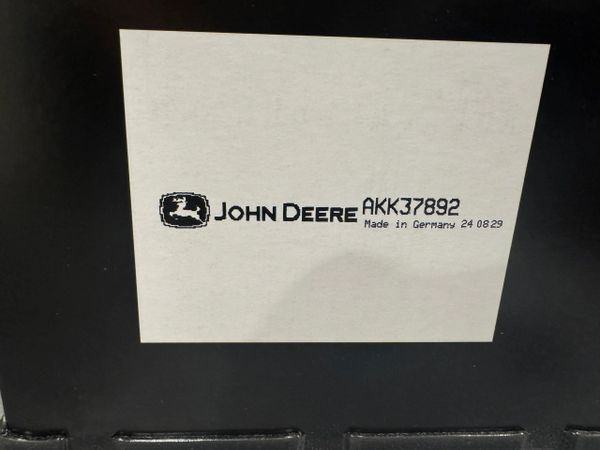 JOHN DEERE AKK37892
Made in Germany 24 08 29